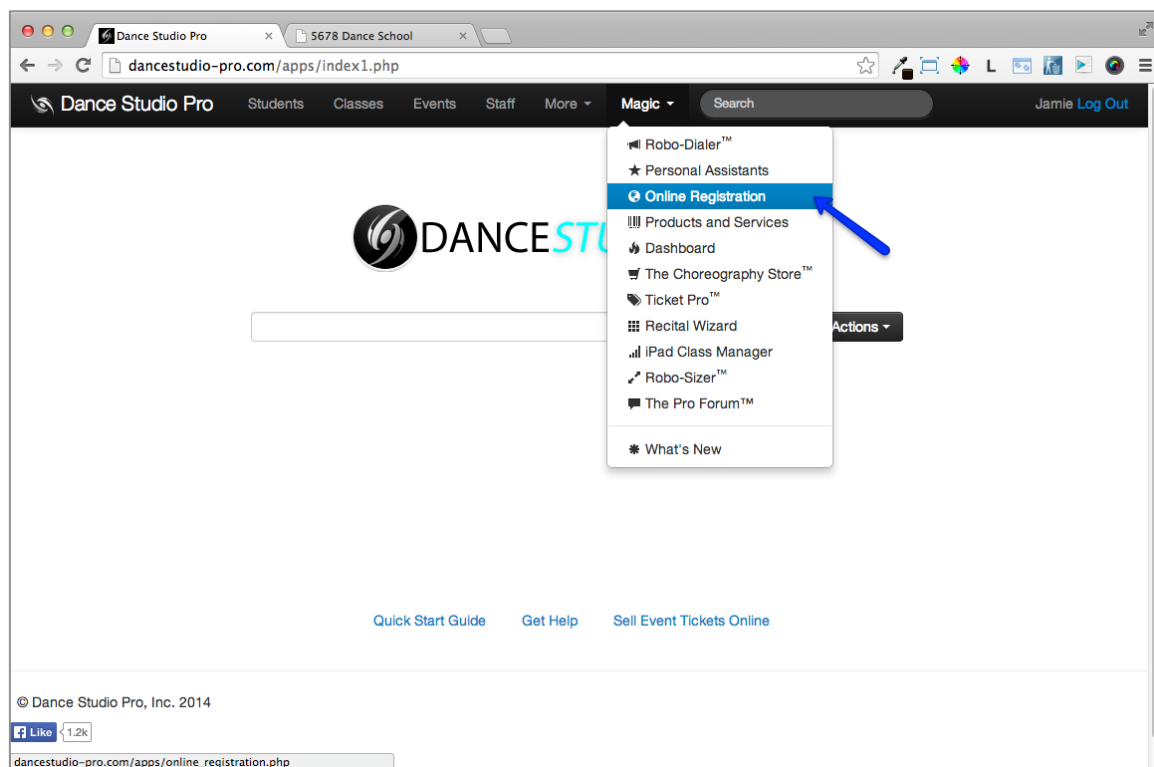 Dance Studio Pro
5678 Dance School
dancestudio-pro.com/apps/index1.php
L
Dance Studio Pro Students Classes Events Staff More Magic Search Jamie Log Out
Robo-Dialer™
Personal Assistants
Online Registration
Products and Services
DANCE STU
Dashboard
The Choreography Store™
Ticket Pro™
Recital Wizard
Actions
iPad Class Manager
Robo-Sizer™
The Pro Forum™
What's New
Quick Start Guide Get Help Sell Event Tickets Online
© Dance Studio Pro, Inc. 2014
Like 1.2k
dancestudio-pro.com/apps/online_registration.php